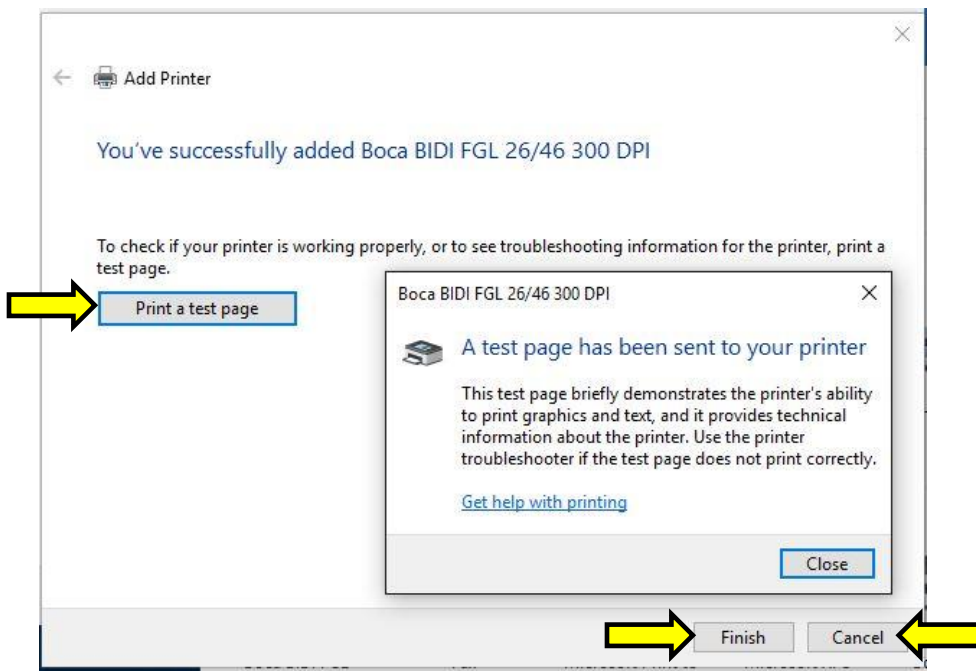 Add Printer
You've successfully added Boca BIDI FGL 26/46 300 DPI
To check if your printer is working properly, or to see troubleshooting information for the printer, print a
test page.
Print a test page
Boca BIDI FGL 26/46 300 DPI
A test page has been sent to your printer
This test page briefly demonstrates the printer's ability
to print graphics and text, and it provides technical
information about the printer. Use the printer
troubleshooter if the test page does not print correctly.
Get help with printing
Close
Finish
Cancel